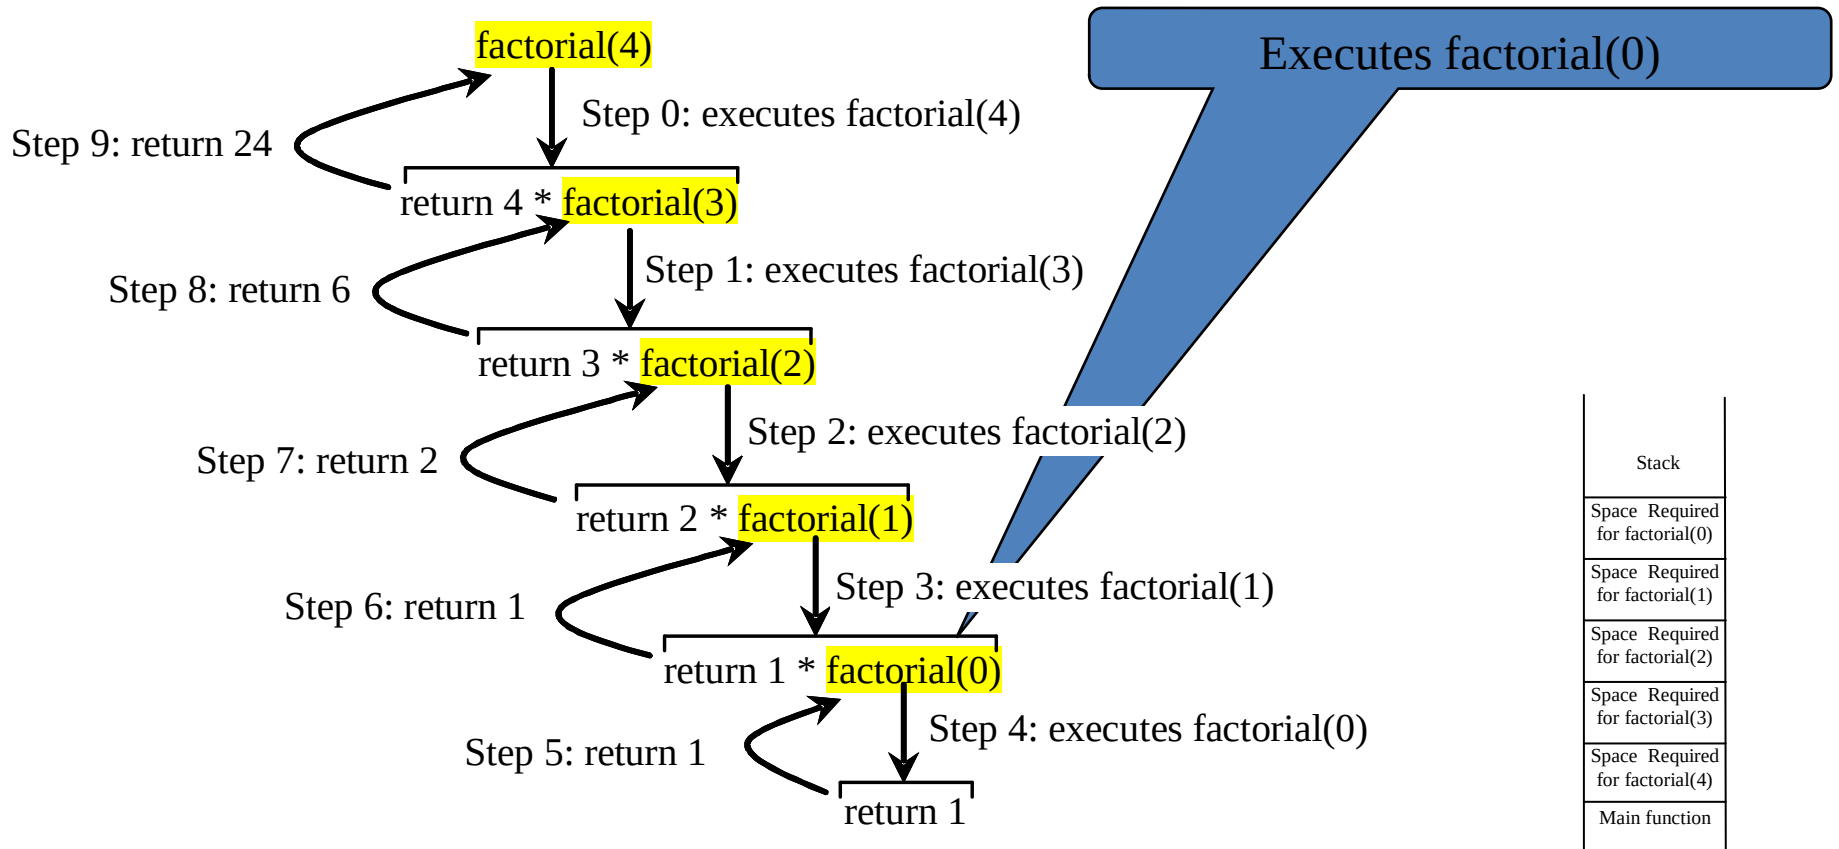 Executes factorial(0)
factorial(4)
Step 0: executes factorial(4)
Step 9: return 24
return 4 * factorial(3)
Step 1: executes factorial(3)
Step 8: return 6
return 3 * factorial(2)
Step 2: executes factorial(2)
Step 7: return 2
return 2 * factorial(1)
Step 3: executes factorial(1)
Step 6: return 1
return 1 * factorial(0)
Step 4: executes factorial(0)
Step 5: return 1
return 1
Stack
Space Required
for factorial(0)
Space Required
for factorial(1)
Space Required
for factorial(2)
Space Required
for factorial(3)
Space Required
for factorial(4)
Main function